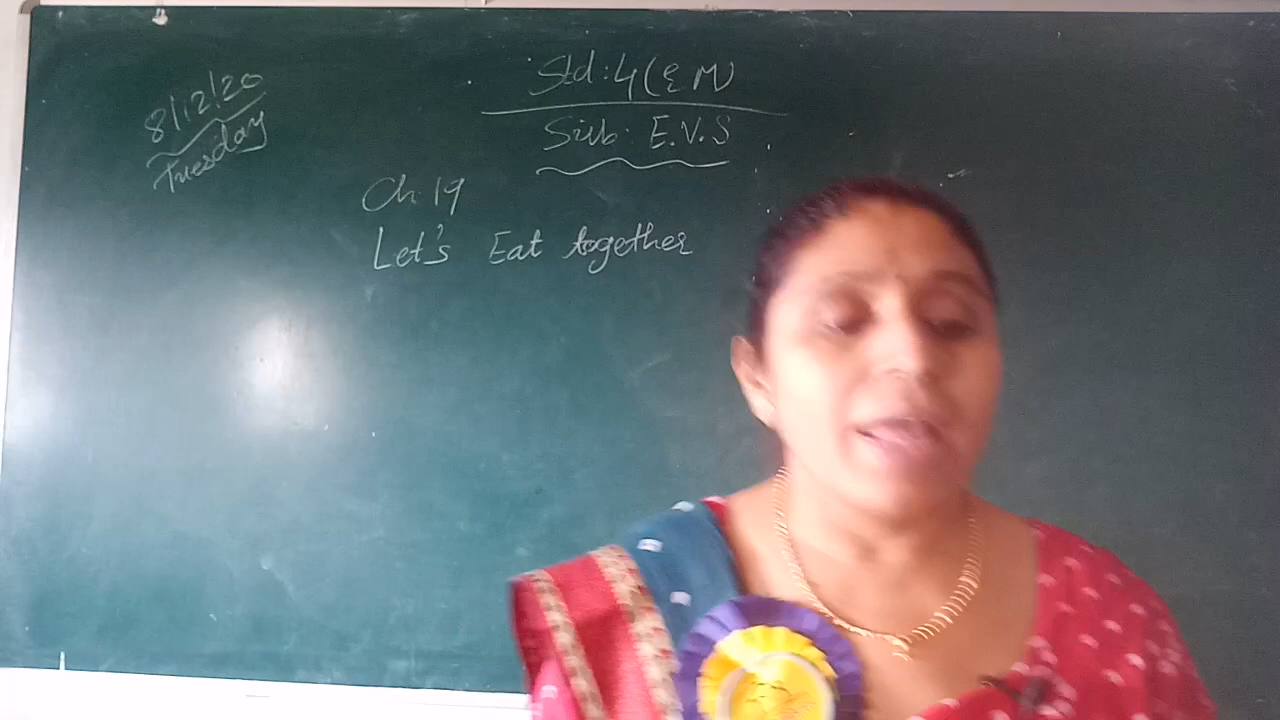 8/12/20
Tuesday
Std: 4 (E M)
Sub: E.V.S
Ch. 19
Let's Eat together